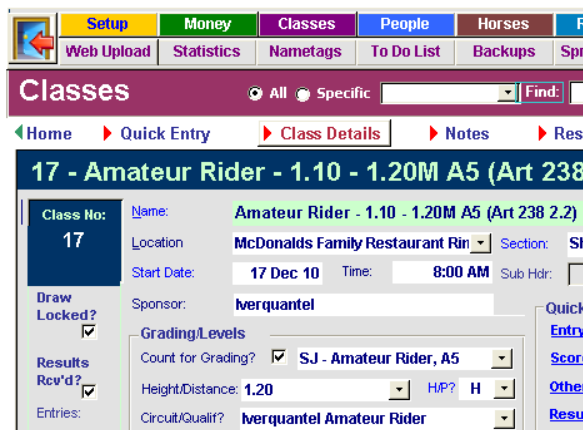 Setup Money Classes People Horses
Web Upload Statistics Nametags To Do List Backups
Classes All Specific Find:
Home Quick Entry Class Details Notes
17 - Amateur Rider - 1.10 - 1.20M A5 (Art 238
Class No: Name: Amateur Rider - 1.10 - 1.20M A5 (Art 238 2.2)
17 Location McDonalds Family Restaurant Rin Section:
Start Date: 17 Dec 10 Time: 8:00 AM Sub Hdr:
Draw Locked? Sponsor: Iverquantel
Grading/Levels
Results Rcv'd? Count for Grading? SJ - Amateur Rider, A5
Height/Distance: 1.20 H/P? H
Entries: Circuit/Qualif? Iverquantel Amateur Rider